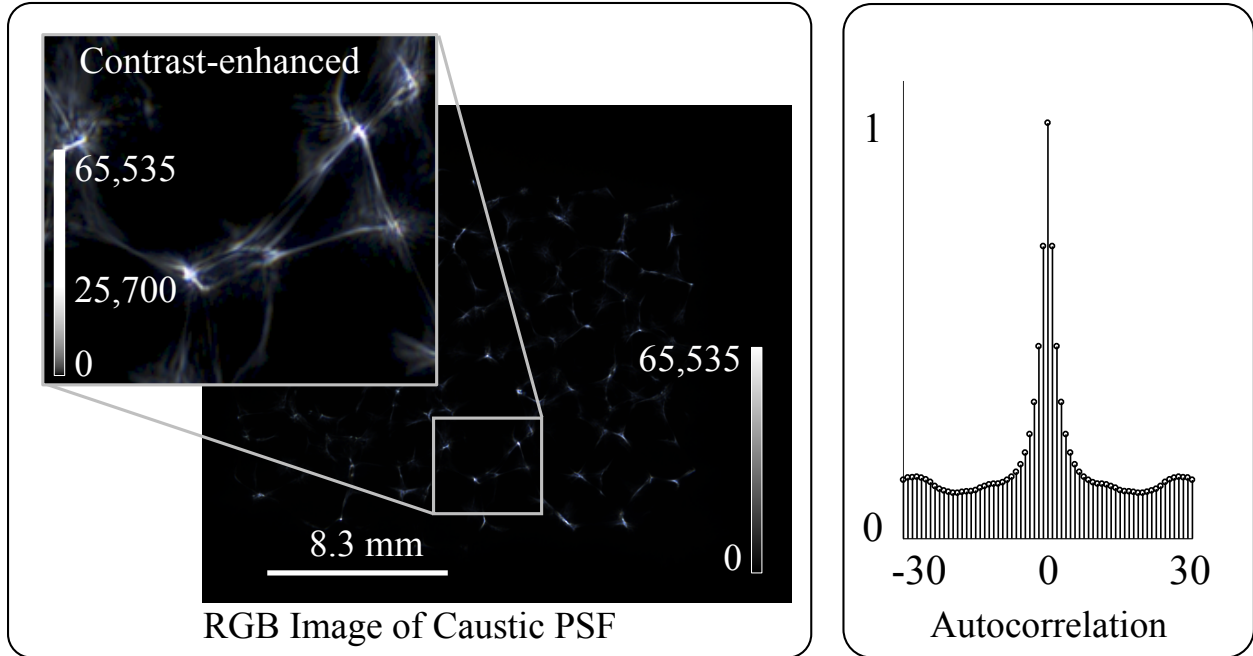 Contrast-enhanced
65,535
25,700
0
65,535
0
8.3 mm
RGB Image of Caustic PSF
1
0
-30 0 30
Autocorrelation